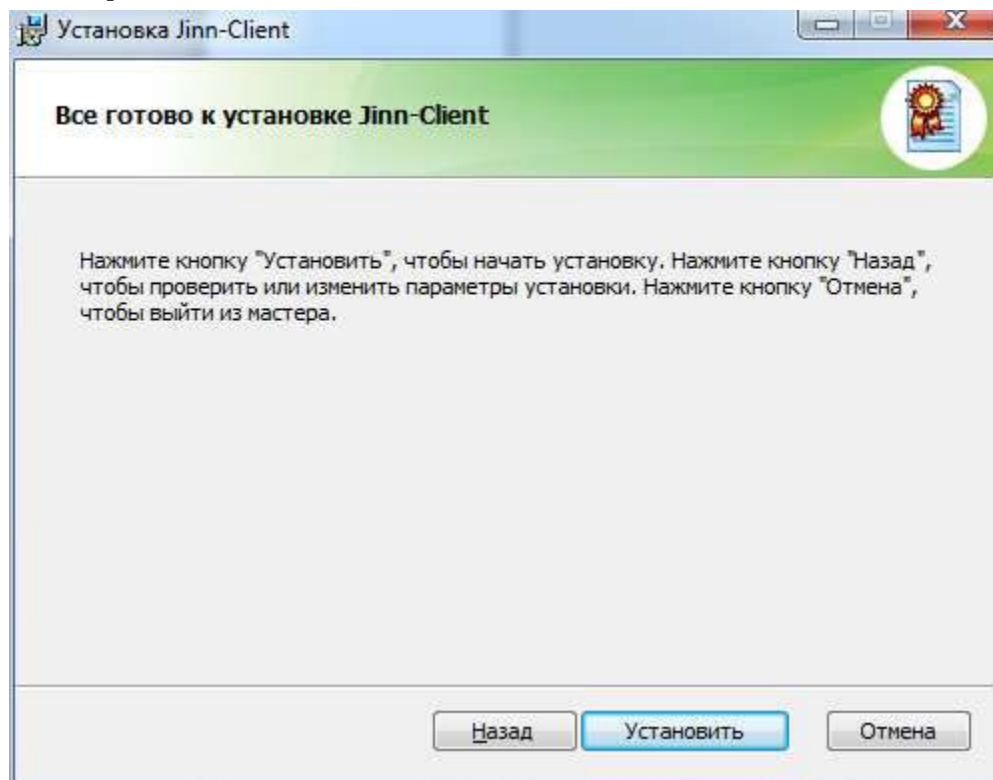 Установка Jinn-Client
Все готово к установке Jinn-Client
Нажмите кнопку "Установить", чтобы начать установку. Нажмите кнопку "Назад",
чтобы проверить или изменить параметры установки. Нажмите кнопку "Отмена",
чтобы выйти из мастера.
Назад Установить Отмена